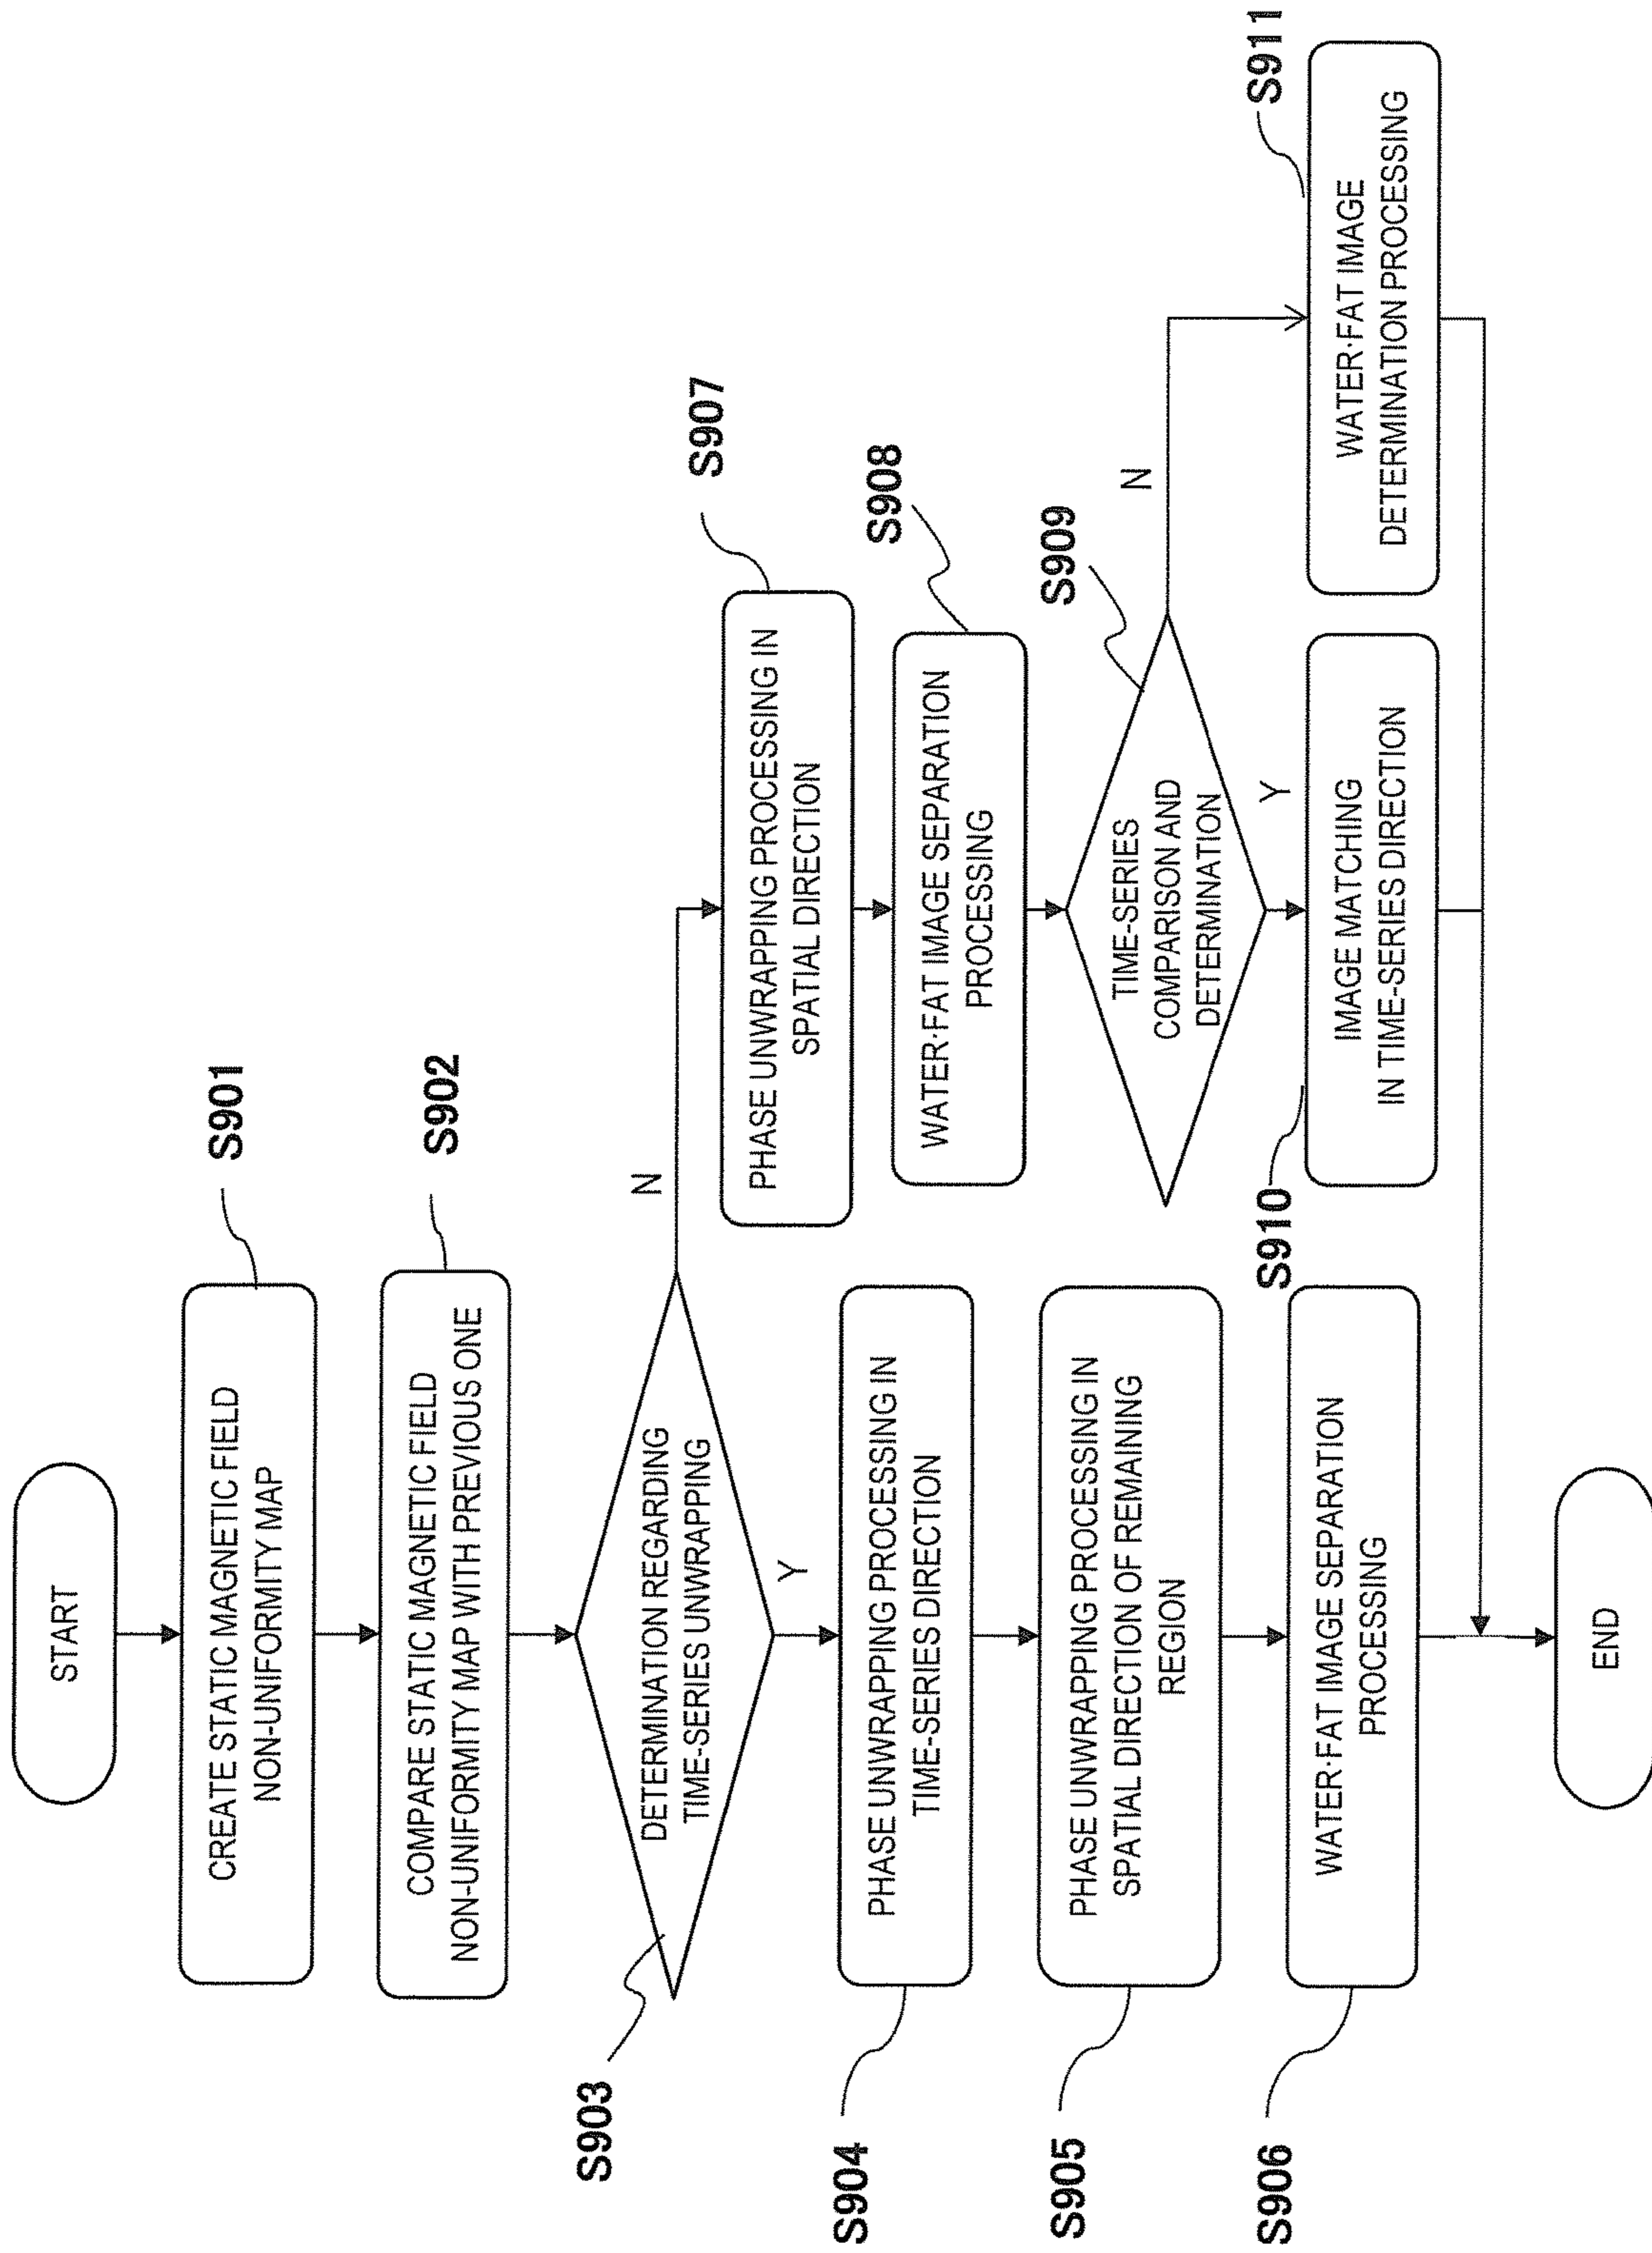 START
CREATE STATIC MAGNETIC FIELD
NON-UNIFORMITY MAP
S901
COMPARE STATIC MAGNETIC FIELD
NON-UNIFORMITY MAP WITH PREVIOUS ONE
S902
DETERMINATION REGARDING
TIME-SERIES UNWRAPPING
S903
N
Y
PHASE UNWRAPPING PROCESSING IN
TIME-SERIES DIRECTION
S904
PHASE UNWRAPPING PROCESSING IN
SPATIAL DIRECTION OF REMAINING
REGION
S905
WATER·FAT IMAGE SEPARATION
PROCESSING
S906
PHASE UNWRAPPING PROCESSING IN
SPATIAL DIRECTION
S907
WATER·FAT IMAGE SEPARATION
PROCESSING
S908
TIME-SERIES
COMPARISON AND
DETERMINATION
S909
N
Y
IMAGE MATCHING
IN TIME-SERIES DIRECTION
S910
WATER·FAT IMAGE
DETERMINATION PROCESSING
S911
END